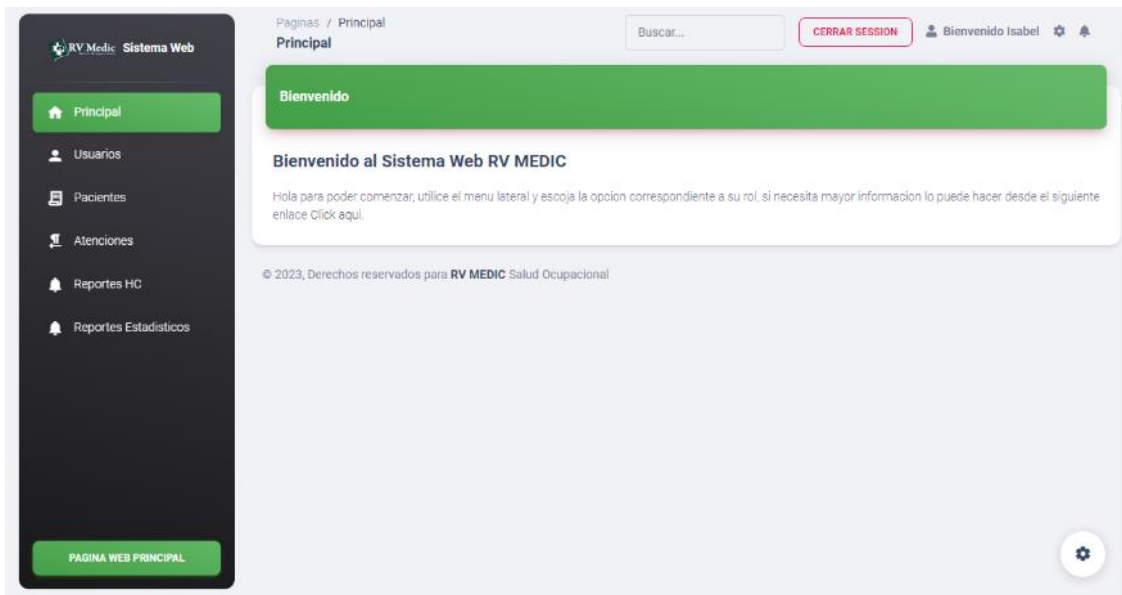 RV Medic Sistema Web
Principal
Usuarios
Pacientes
Atenciones
Reportes HC
Reportes Estadisticos
PAGINA WEB PRINCIPAL
Paginas / Principal
Principal
Buscar...
CERRAR SESSION
Bienvenido Isabel
Bienvenido
Bienvenido al Sistema Web RV MEDIC
Hola para poder comenzar, utilice el menu lateral y escoja la opcion correspondiente a su rol, si necesita mayor informacion lo puede hacer desde el siguiente
enlace Click aqui.
© 2023, Derechos reservados para RV MEDIC Salud Ocupacional